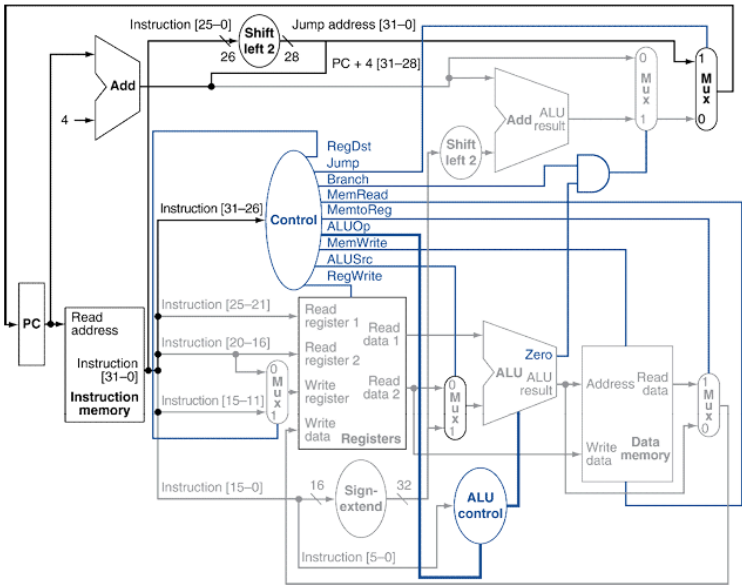 Instruction [25–0]
Shift
left 2
Jump address [31–0]
26
28
PC + 4 [31–28]
Add
4
0
M
u
x
1
1
M
u
x
0
Add
ALU
result
Shift
left 2
RegDst
Jump
Branch
MemRead
MemtoReg
ALUOp
MemWrite
ALUSrc
RegWrite
Instruction [31–26]
Control
PC
Read
address
Instruction
[31–0]
Instruction
memory
Instruction [25–21]
Instruction [20–16]
Instruction [15–11]
0
M
u
x
1
Read
register 1
Read
register 2
Write
register
Write
data
Read
data 1
Read
data 2
Registers
0
M
u
x
1
Zero
ALU
ALU
result
Address
Read
data
Write
data
Data
memory
1
M
u
x
0
Instruction [15–0]
16
Sign-
extend
32
Instruction [5–0]
ALU
control